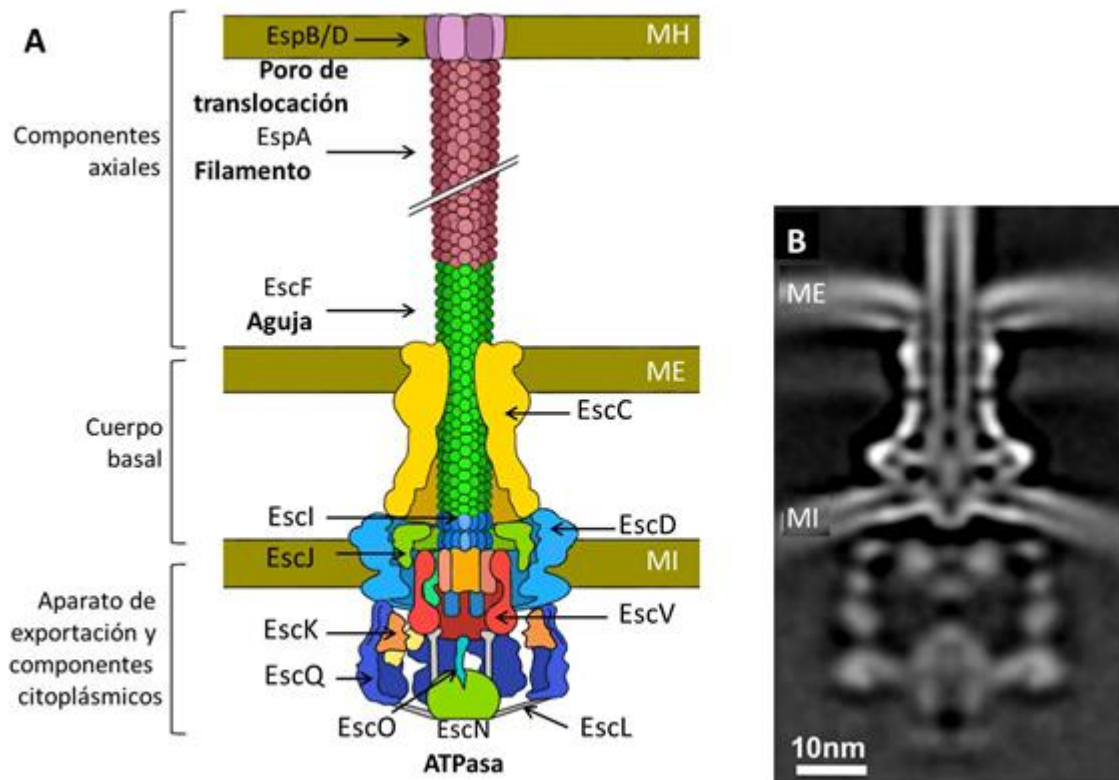 A
EspB/D
MH
Poro de
translocación
EspA
Filamento
Componentes
axiales
EscF
Aguja
ME
EscC
Cuerpo
basal
EscI
EscD
EscJ
MI
Aparato de
exportación y
componentes
citoplásmicos
EscK
EscV
EscQ
EscO
EscN
EscL
ATPasa
B
ME
MI
10nm